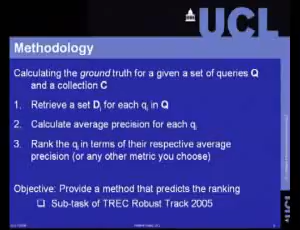 UCL
Methodology
Calculating the ground truth for a given a set of queries Q
and a collection C
1. Retrieve a set Di for each qi in Q
2. Calculate average precision for each qi
3. Rank the qi in terms of their respective average
precision (or any other metric you choose)
Objective: Provide a method that predicts the ranking
❑ Sub-task of TREC Robust Track 2005